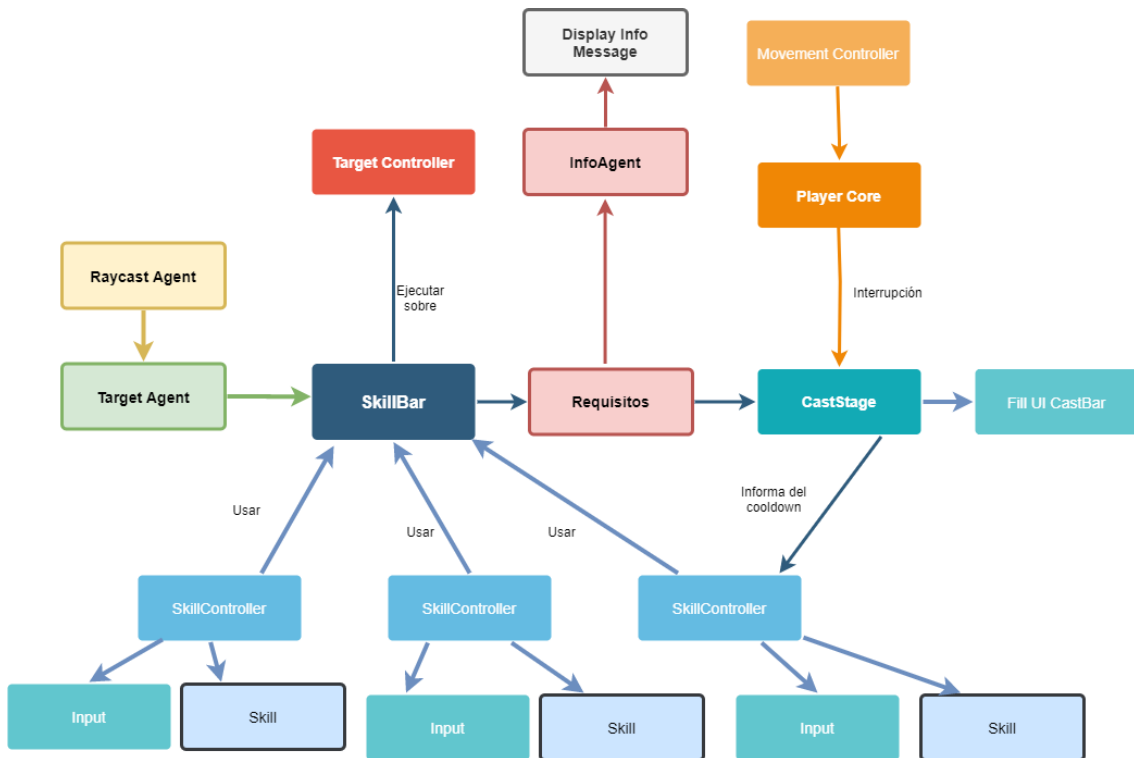 Display Info
Message
Movement Controller
Target Controller
InfoAgent
Player Core
Raycast Agent
Ejecutar
sobre
Interrupción
Target Agent
SkillBar
Requisitos
CastStage
Fill UI CastBar
Usar
Usar
Usar
Informa del
cooldown
SkillController
SkillController
SkillController
Input
Skill
Input
Skill
Input
Skill